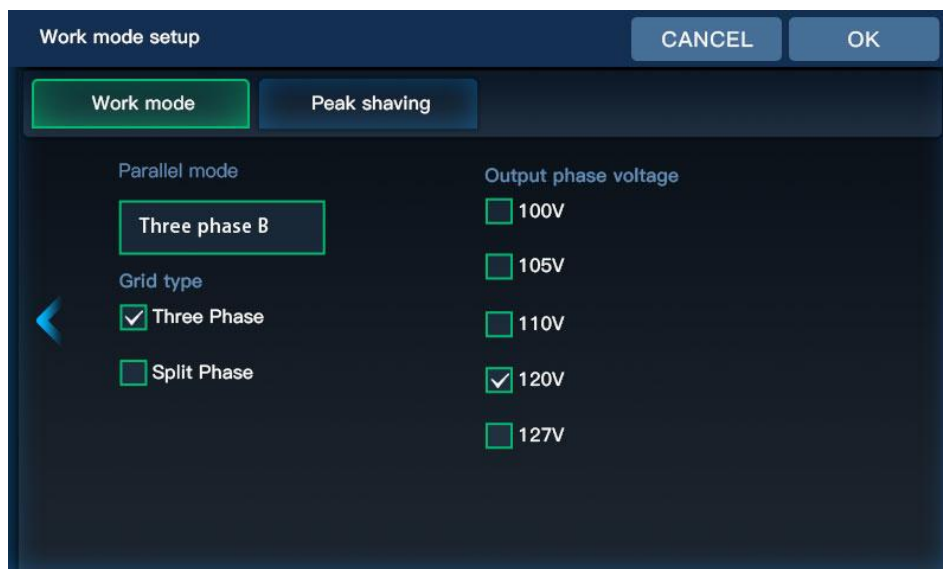 Work mode setup
CANCEL
OK
Work mode
Peak shaving
Parallel mode
Three phase B
Grid type
Three Phase
Split Phase
Output phase voltage
100V
105V
110V
120V
127V